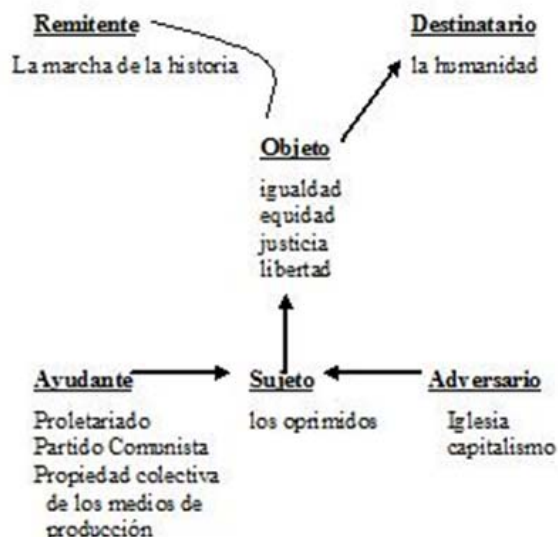 Remitente
La marcha de la historia
Destinatario
la humanidad
Objeto
igualdad
equidad
justicia
libertad
Ayudante
Proletariado
Partido Comunista
Propiedad colectiva
de los medios de
producción
Sujeto
los oprimidos
Adversario
Iglesia
capitalismo